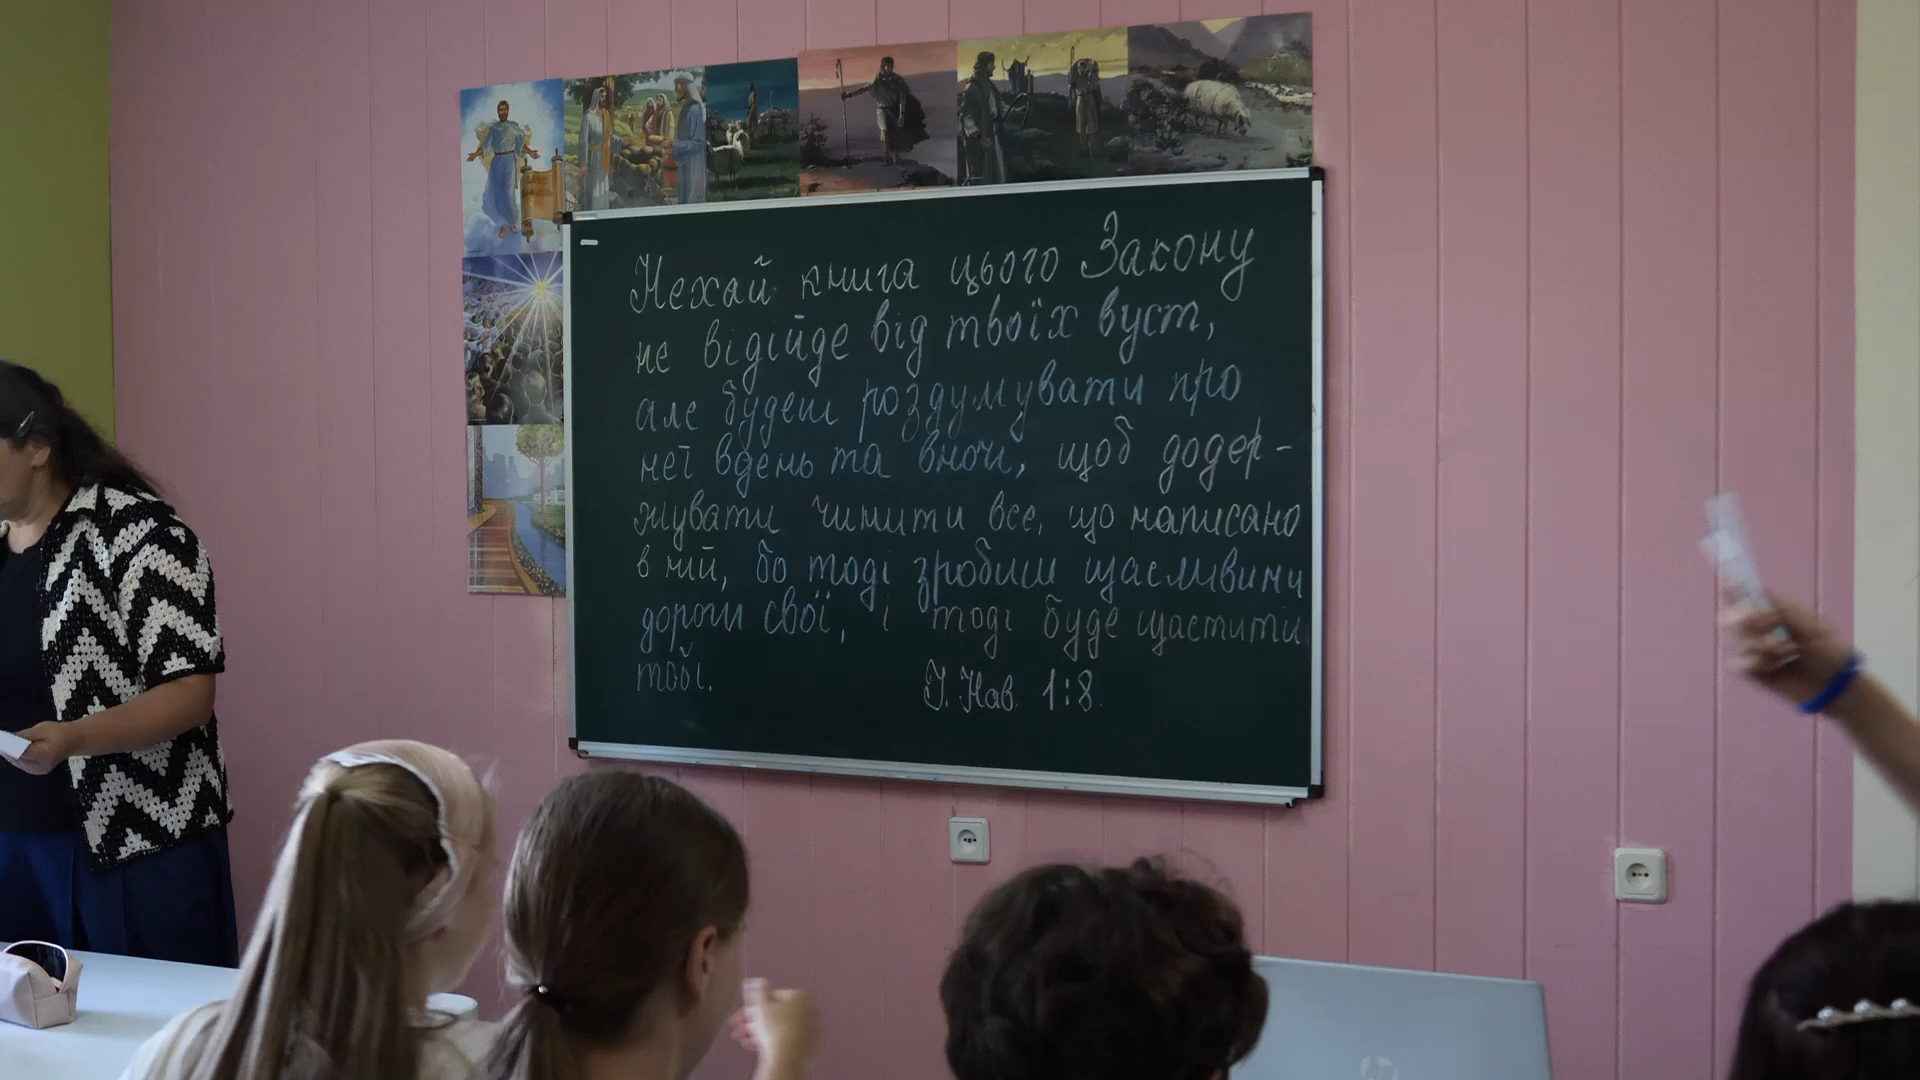 Нехай книга цього Закону
не відійде від твоїх вуст,
але будеш роздумувати про
неї вдень та вночі, щоб додер-
жувати чинити все, що написано
в ній, бо тоді зробиш щасливими
дороги свої, і тоді буде щастити
тобі.
І. Нав. 1:8.